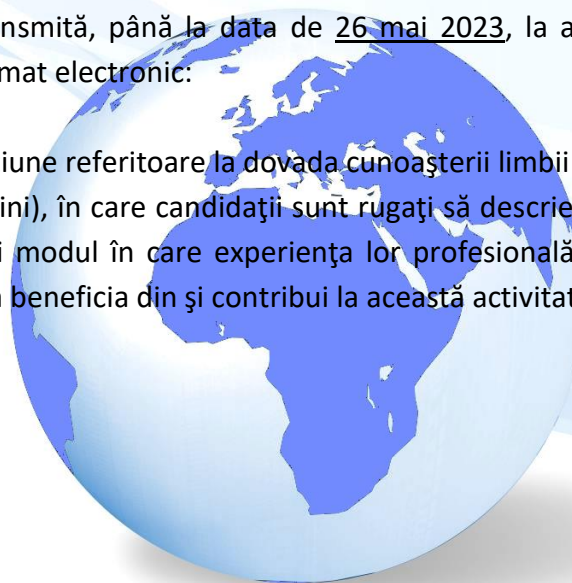 nsmită, până la data de 26 mai 2023, la a
mat electronic:
iune referitoare la dovada cunoaşterii limbii
ini), în care candidaţii sunt rugaţi să descrie
i modul în care experienţa lor profesională
beneficia din şi contribui la această activitat